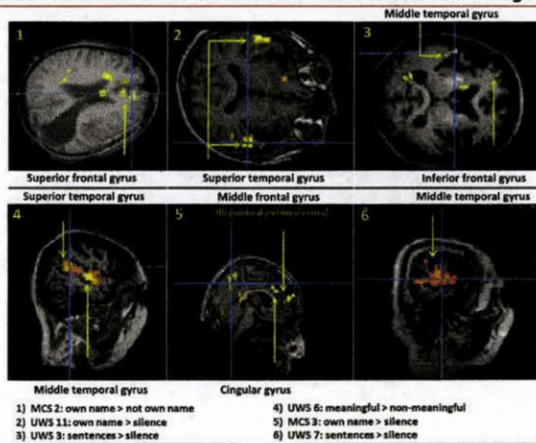 Middle temporal gyrus
1
2
3
Superior frontal gyrus
Superior temporal gyrus
Inferior frontal gyrus
Superior temporal gyrus
Middle frontal gyrus
Middle temporal gyrus
4
5
6
Middle temporal gyrus
Cingular gyrus
1) MCS 2: own name > not own name
2) UWS 11: own name > silence
3) UWS 3: sentences > silence
4) UWS 6: meaningful > non-meaningful
5) MCS 3: own name > silence
6) UWS 7: sentences > silence